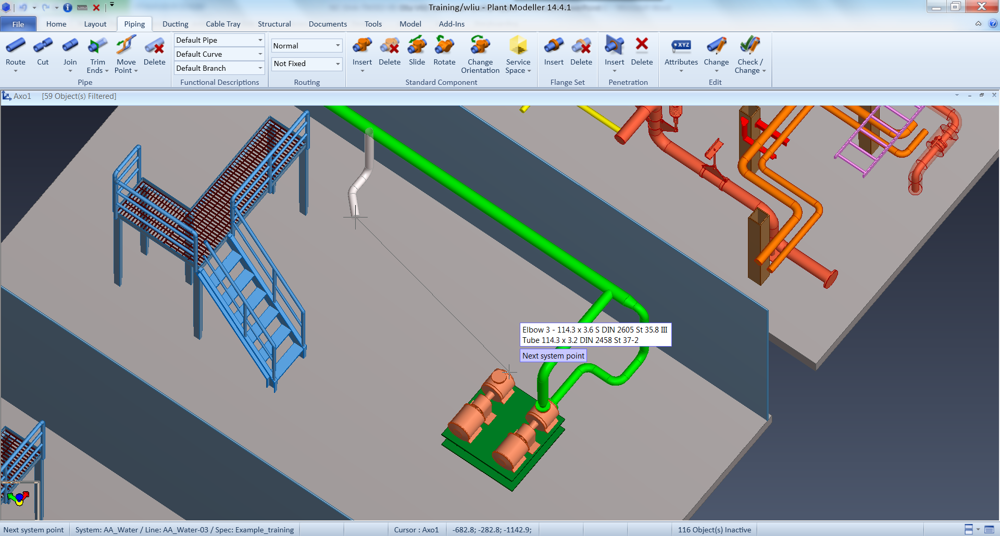 Training/wliu - Plant Modeller 14.4.1
File Home Layout Piping Ducting Cable Tray Structural Documents Tools Model Add-Ins
Route Cut Join Trim Ends Move Point Delete
Pipe
Default Pipe
Default Curve
Default Branch
Functional Descriptions
Normal
Not Fixed
Routing
Insert Delete Slide Rotate Change Orientation Service Space
Standard Component
Insert Delete
Flange Set
Insert Delete
Penetration
XYZ
Attributes Change Check / Change
Edit
Axo1 [59 Object(s) Filtered]
Elbow 3 - 114.3 x 3.6 S DIN 2605 St 35.8 III
Tube 114.3 x 3.2 DIN 2458 St 37-2
Next system point
Next system point System: AA_Water / Line: AA_Water-03 / Spec: Example_training Cursor : Axo1 -682.8; -282.8; -1142.9; 116 Object(s) Inactive